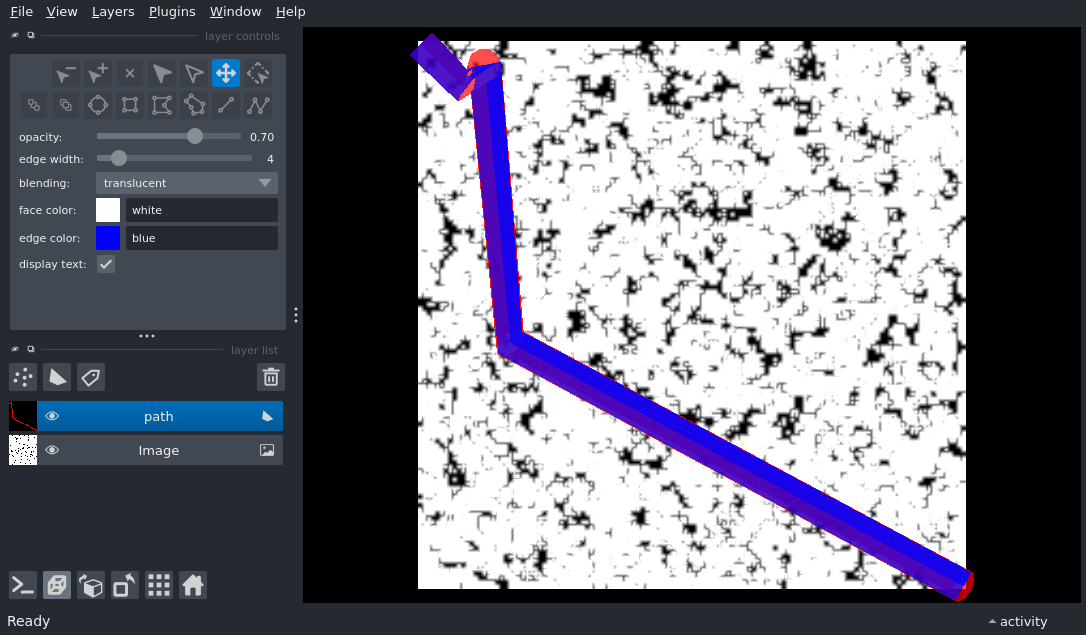 File View Layers Plugins Window Help
layer controls
opacity: 0.70
edge width: 4
blending: translucent
face color: white
edge color: blue
display text:
layer list
path
Image
Ready activity